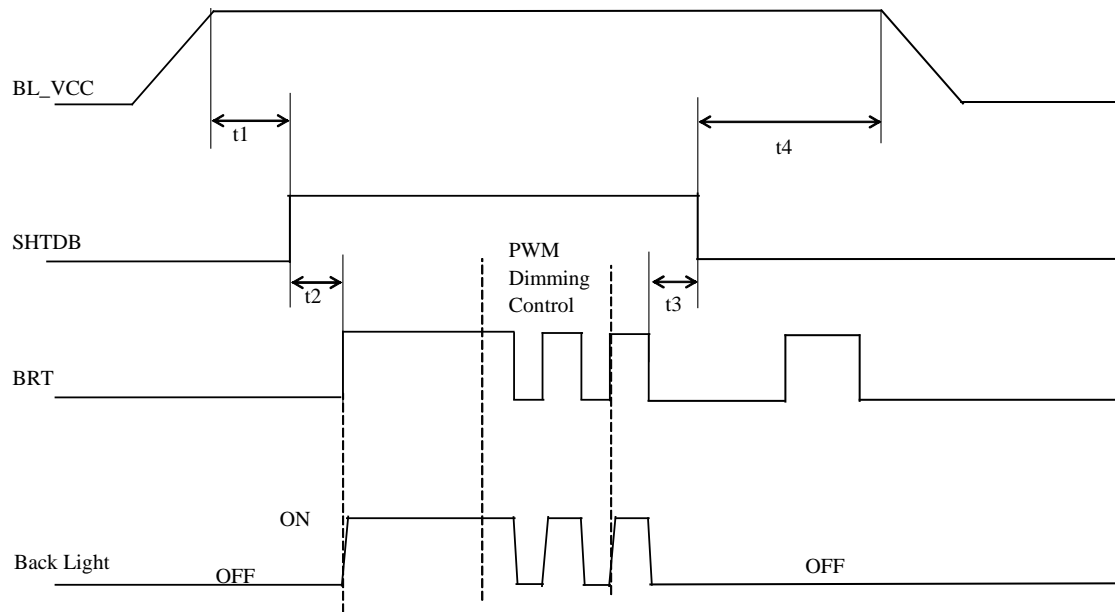 BL_VCC
t1
t4
SHTDB
PWM
Dimming
Control
t2
t3
BRT
ON
Back Light
OFF
OFF